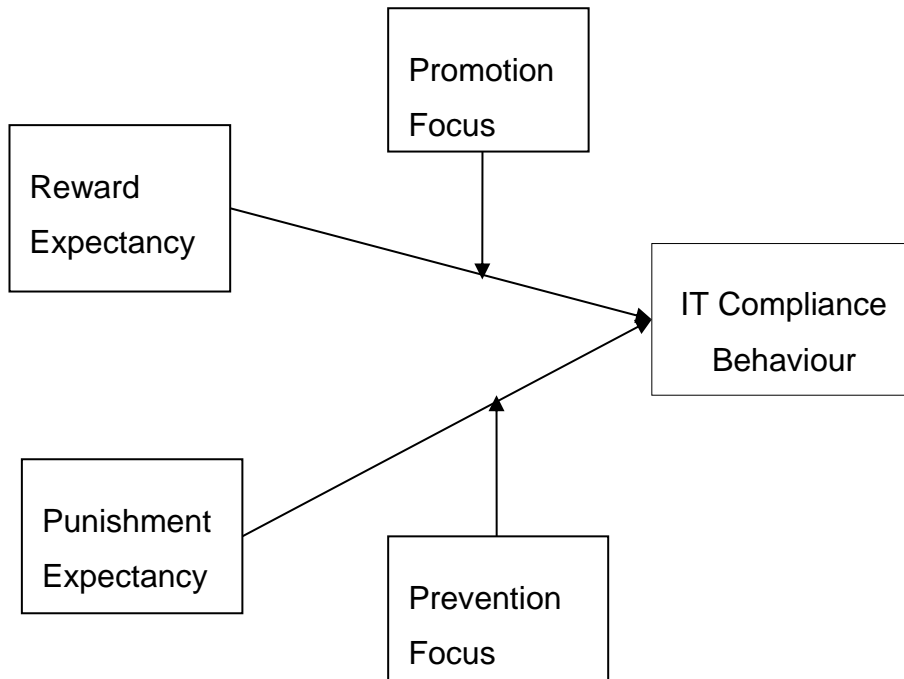 Promotion
Focus
Reward
Expectancy
IT Compliance
Behaviour
Punishment
Expectancy
Prevention
Focus